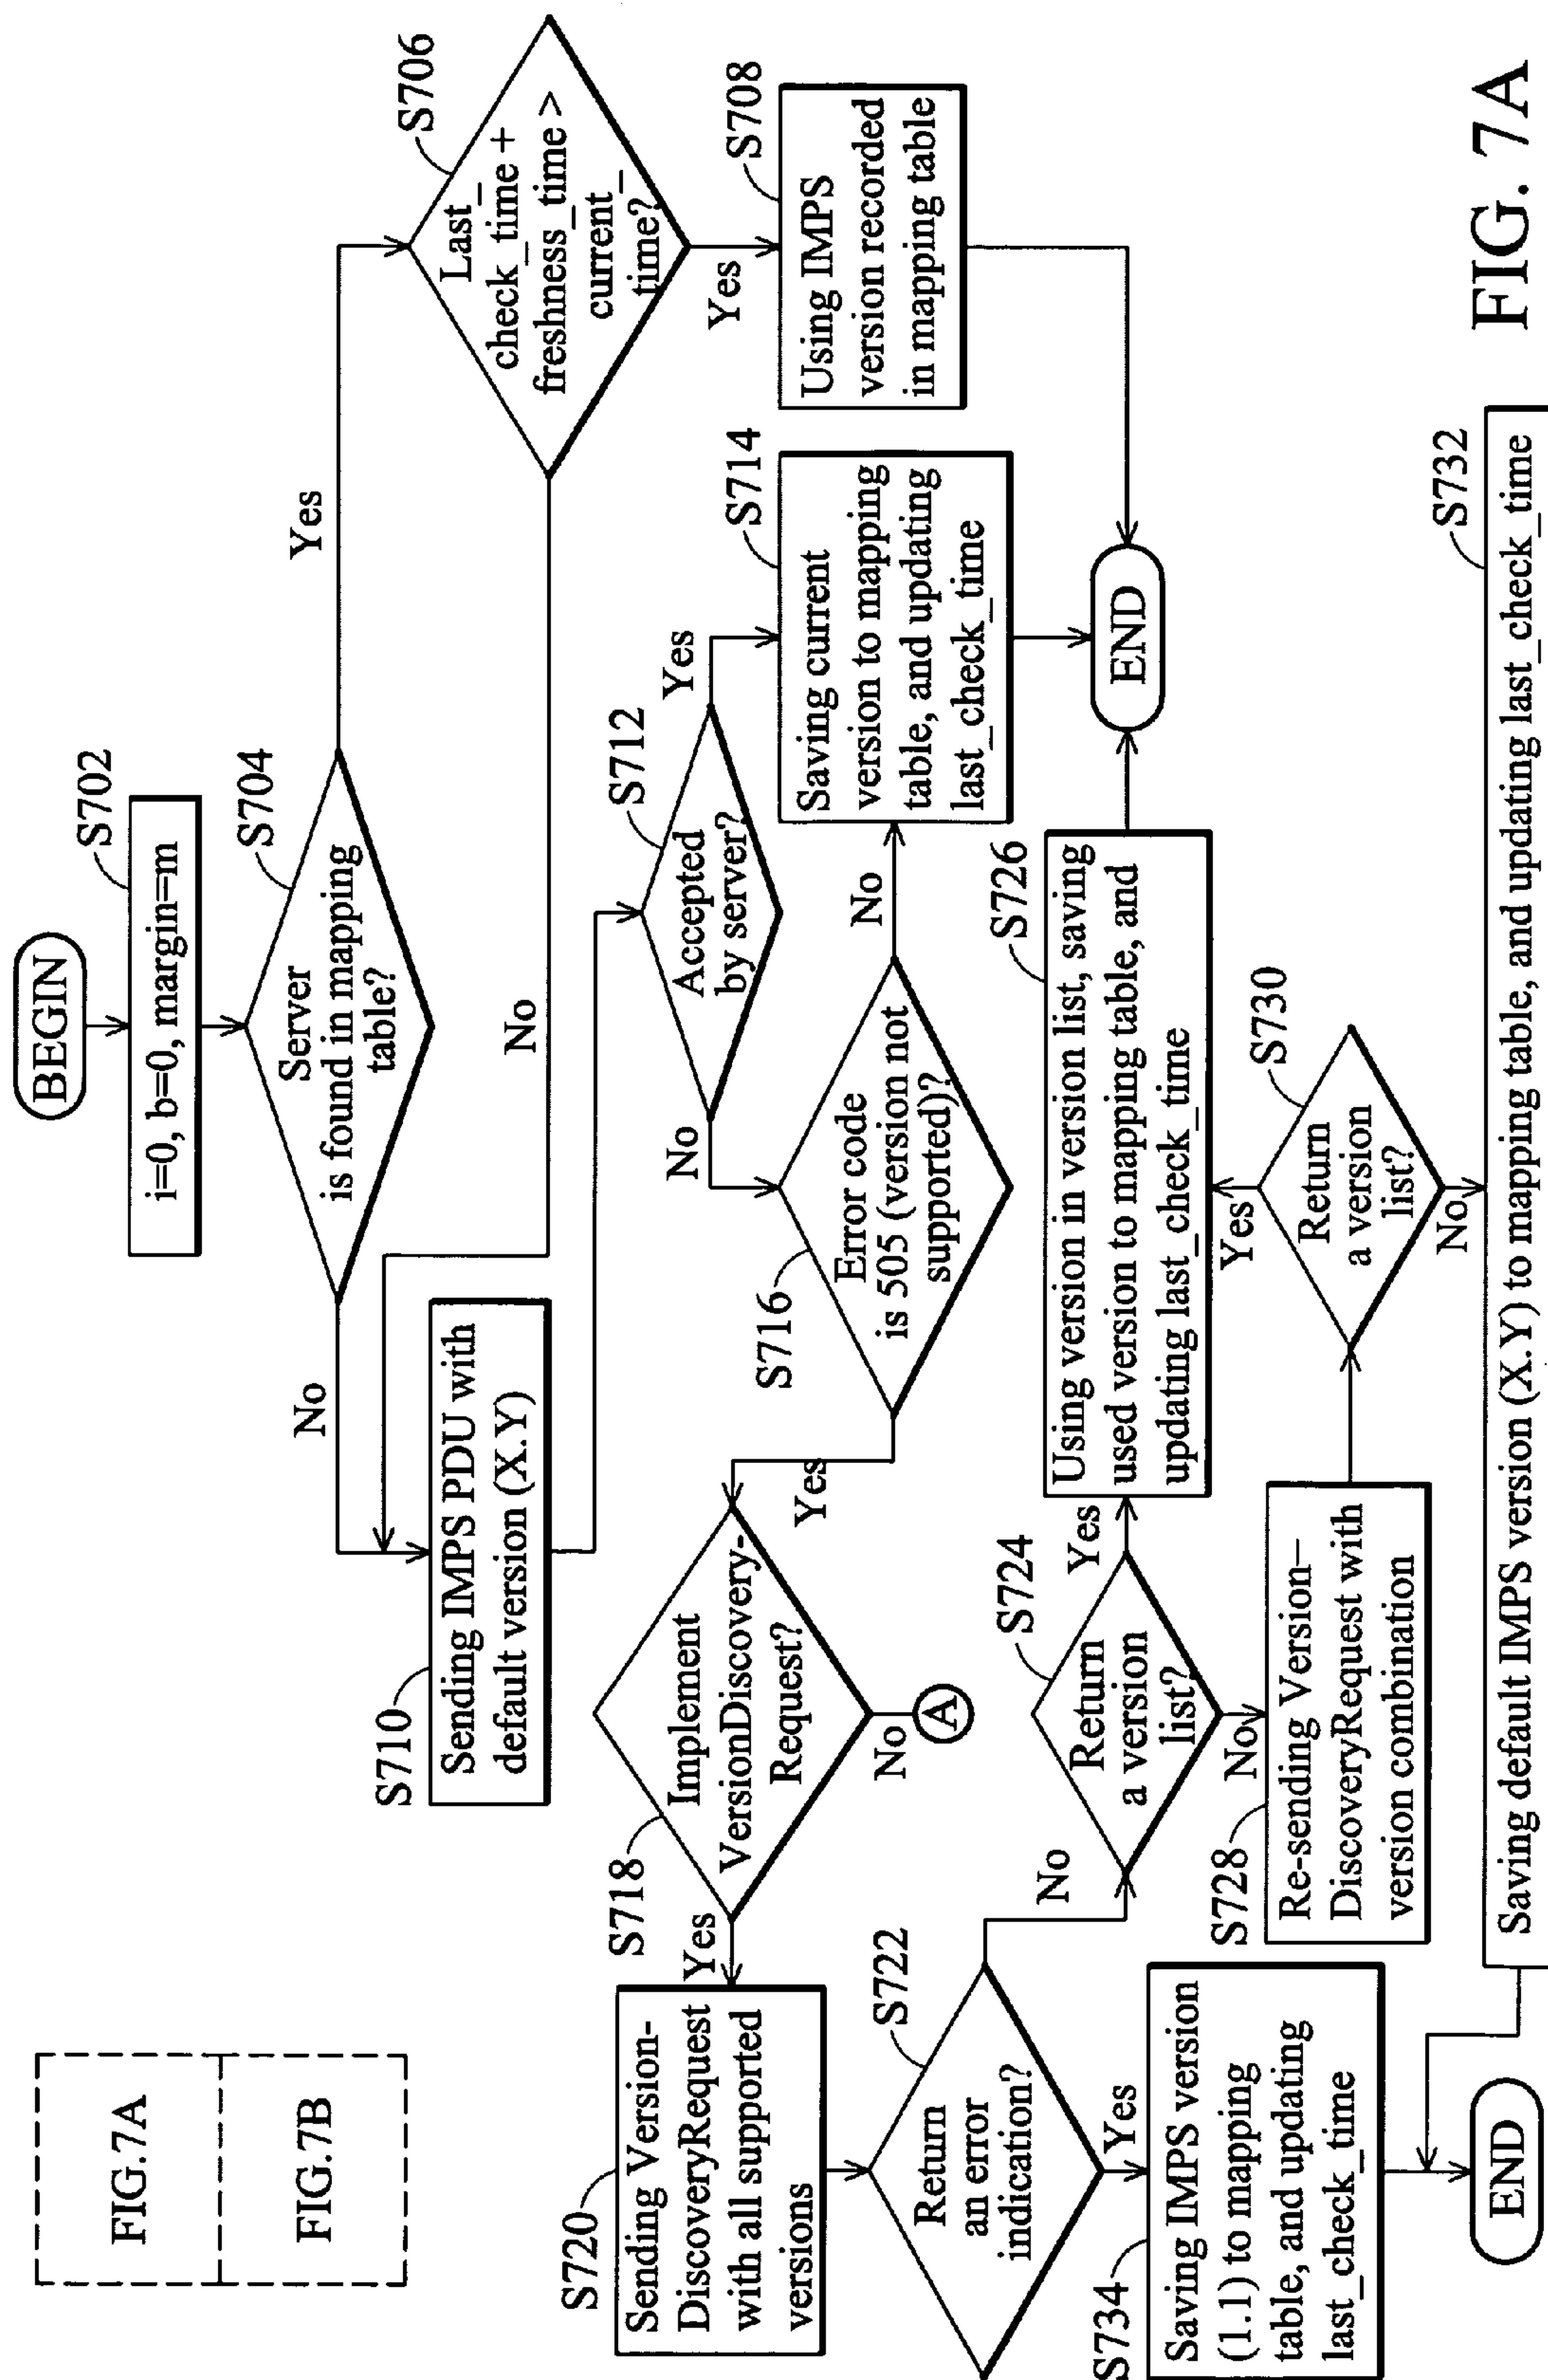 FIG.7A
FIG.7B
BEGIN
S702
i=0, b=0, margin=m
S704
Server
is found in mapping
table?
Yes
No
S706
Last_
check_time +
freshness_time >
current_
time?
Yes
No
S708
Using IMPS
version recorded
in mapping table
S710
Sending IMPS PDU with
default version (X.Y)
S712
Accepted
by server?
Yes
No
S714
Saving current
version to mapping
table, and updating
last_check_time
S716
Error code
is 505 (version not
supported)?
No
Yes
S718
Implement
VersionDiscovery-
Request?
Yes
No
A
S720
Sending Version-
DiscoveryRequest
with all supported
versions
S722
Return
an error
indication?
No
Yes
S724
Return
a version
list?
Yes
No
S726
Using version in version list, saving
used version to mapping table, and
updating last_check_time
END
S728
Re-sending Version–
DiscoveryRequest with
version combination
S730
Return
a version
list?
Yes
No
S732
Saving default IMPS version (X.Y) to mapping table, and updating last_check_time
S734
Saving IMPS version
(1.1) to mapping
table, and updating
last_check_time
END
FIG. 7A